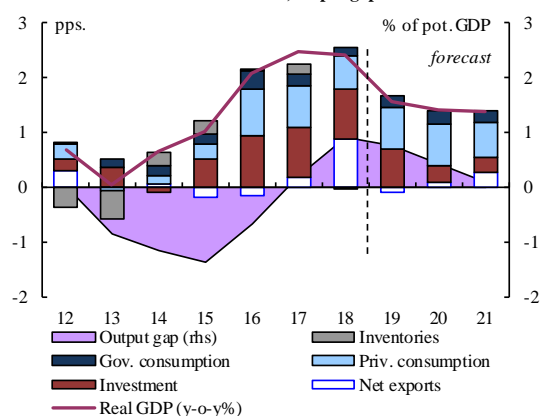 3 pps. % of pot. GDP 3
forecast
2 2
1 1
0 0
-1 -1
-2 -2
12 13 14 15 16 17 18 19 20 21
Output gap (rhs) Inventories
Gov. consumption Priv. consumption
Investment Net exports
Real GDP (y-o-y%)